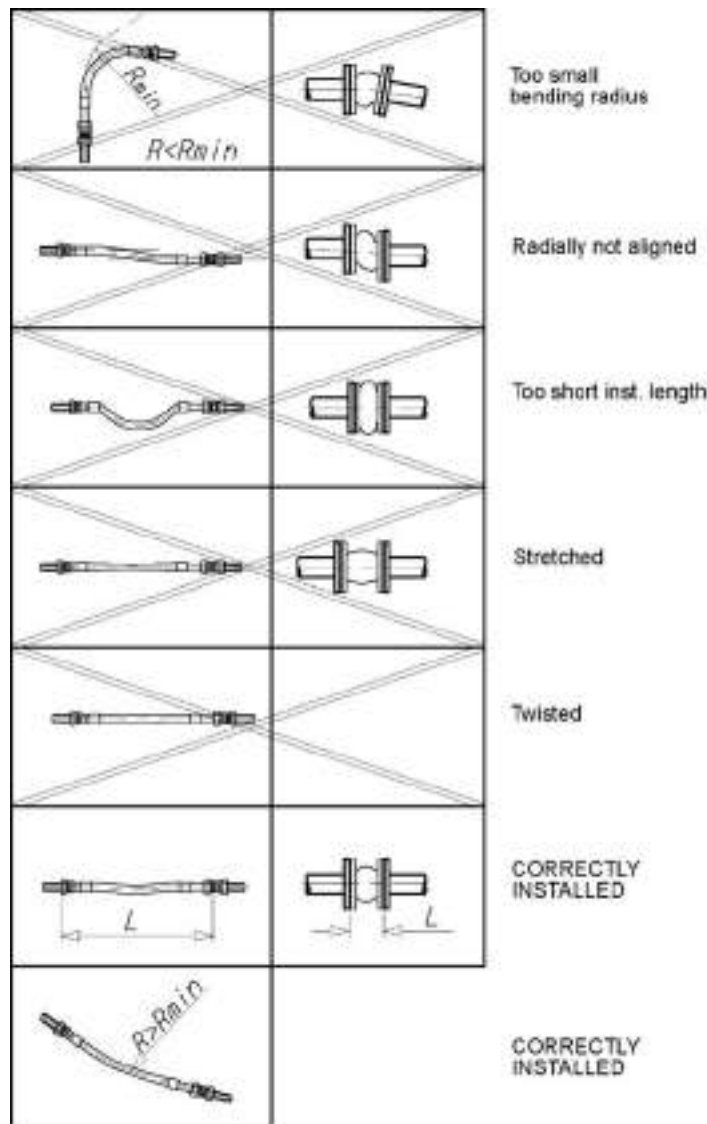 Rmin
R<Rmin
Too small
bending radius
Radially not aligned
Too short inst. length
Stretched
Twisted
L
L
CORRECTLY
INSTALLED
R>Rmin
CORRECTLY
INSTALLED